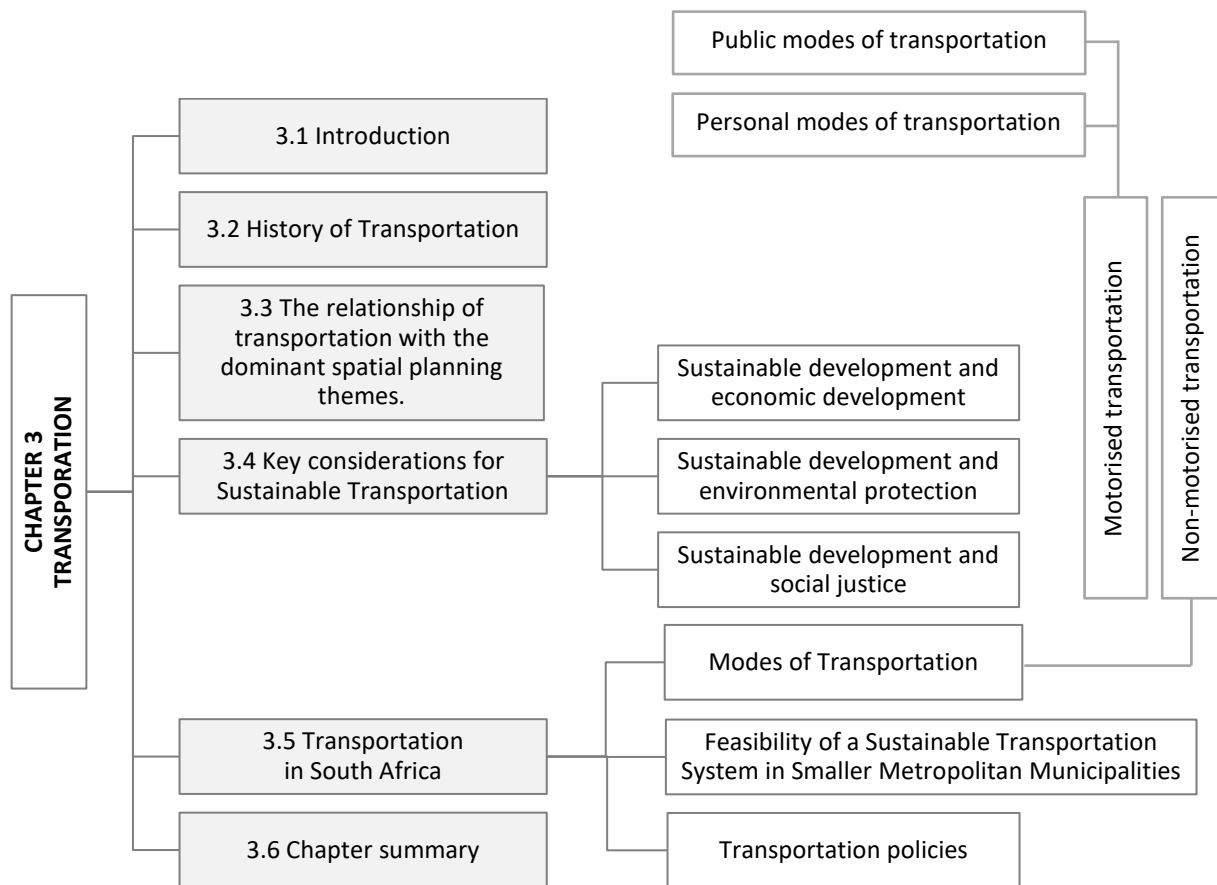 CHAPTER 3
TRANSPORATION
3.1 Introduction
3.2 History of Transportation
3.3 The relationship of
transportation with the
dominant spatial planning
themes.
3.4 Key considerations for
Sustainable Transportation
Sustainable development and
economic development
Sustainable development and
environmental protection
Sustainable development and
social justice
3.5 Transportation
in South Africa
Modes of Transportation
Feasibility of a Sustainable Transportation
System in Smaller Metropolitan Municipalities
Transportation policies
3.6 Chapter summary
Public modes of transportation
Personal modes of transportation
Motorised transportation
Non-motorised transportation